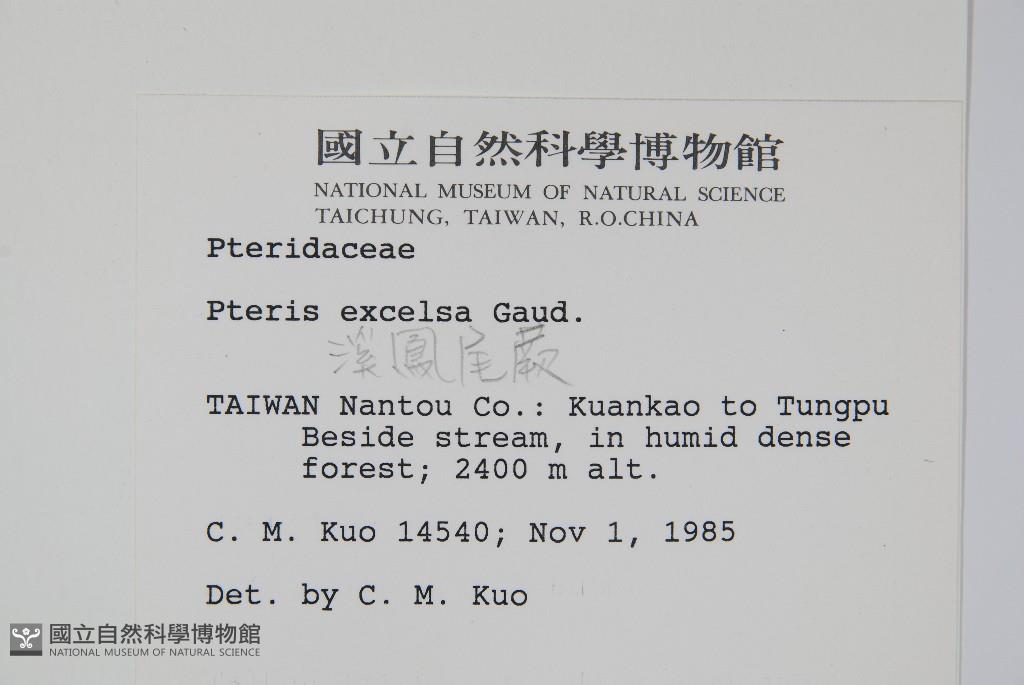 國立自然科學博物館
NATIONAL MUSEUM OF NATURAL SCIENCE
TAICHUNG, TAIWAN, R.O.CHINA
Pteridaceae
Pteris excelsa Gaud.
溪鳳尾蕨
TAIWAN Nantou Co.: Kuankao to Tungpu
Beside stream, in humid dense
forest; 2400 m alt.
C. M. Kuo 14540; Nov 1, 1985
Det. by C. M. Kuo
國立自然科學博物館
NATIONAL MUSEUM OF NATURAL SCIENCE